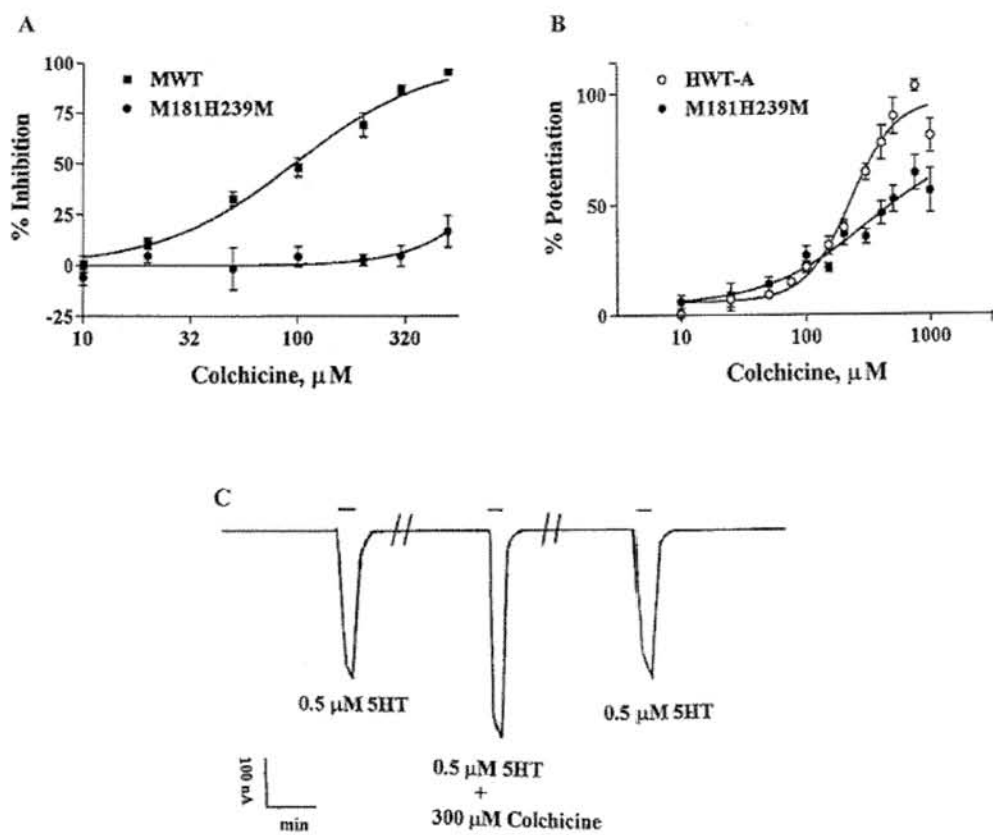 A
100
75
50
25
0
-25
% Inhibition
MWT
M181H239M
10
32
100
320
Colchicine, μM
B
100
50
0
% Potentiation
HWT-A
M181H239M
10
100
1000
Colchicine, μM
C
0.5 μM 5HT
0.5 μM 5HT
+
300 μM Colchicine
0.5 μM 5HT
100 nA
min